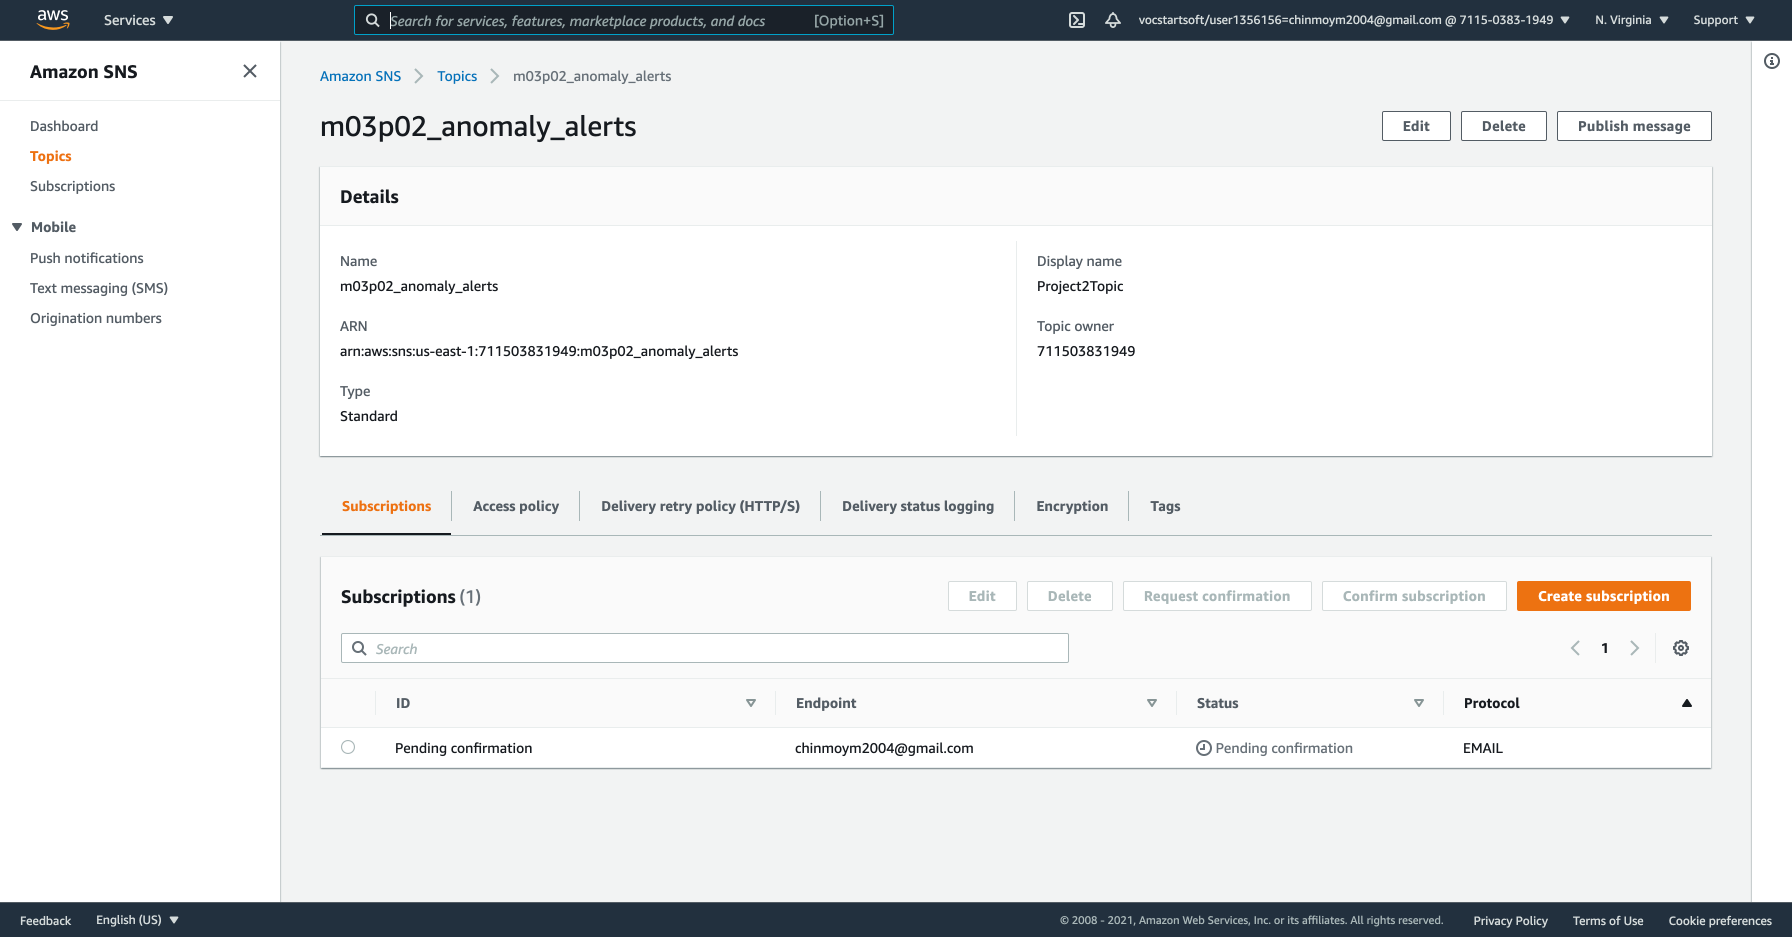 aws
Services
Search for services, features, marketplace products, and docs [Option+S]
vocstartsoft/user1356156=chinmoym2004@gmail.com @ 7115-0383-1949
N. Virginia
Support
Amazon SNS
Dashboard
Topics
Subscriptions
Mobile
Push notifications
Text messaging (SMS)
Origination numbers
Amazon SNS Topics m03p02_anomaly_alerts
m03p02_anomaly_alerts
Edit Delete Publish message
Details
Name
m03p02_anomaly_alerts
ARN
arn:aws:sns:us-east-1:711503831949:m03p02_anomaly_alerts
Type
Standard
Display name
Project2Topic
Topic owner
711503831949
Subscriptions Access policy Delivery retry policy (HTTP/S) Delivery status logging Encryption Tags
Subscriptions (1)
Edit Delete Request confirmation Confirm subscription Create subscription
Search
1
ID Endpoint Status Protocol
Pending confirmation chinmoym2004@gmail.com Pending confirmation EMAIL
Feedback English (US)
© 2008 - 2021, Amazon Web Services, Inc. or its affiliates. All rights reserved. Privacy Policy Terms of Use Cookie preferences